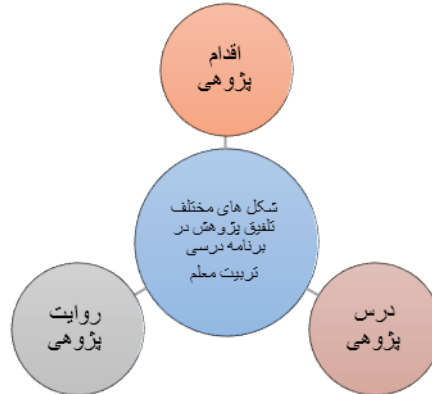 اقدام
پژوهی
شکل های مختلف
تلفیق پژوهش در
برنامه درسی
تربیت معلم
درس
پژوهی
روایت
پژوهی